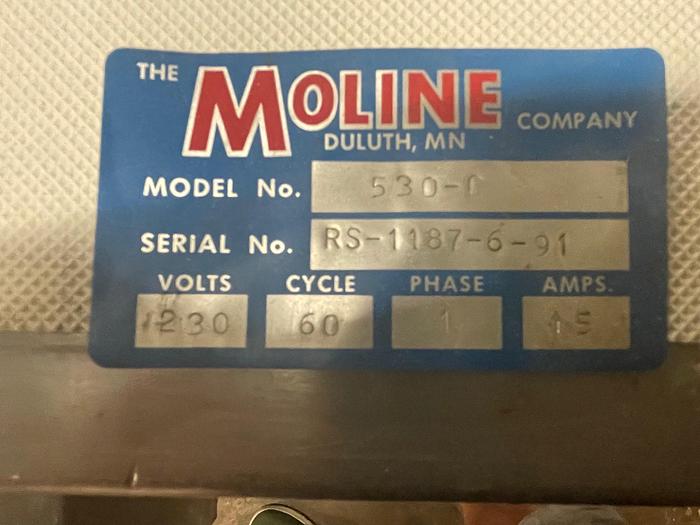 THE MOLINE COMPANY
DULUTH, MN
MODEL No. 530-
SERIAL No. RS-1187-6-91
VOLTS CYCLE PHASE AMPS.
230 60 1 15